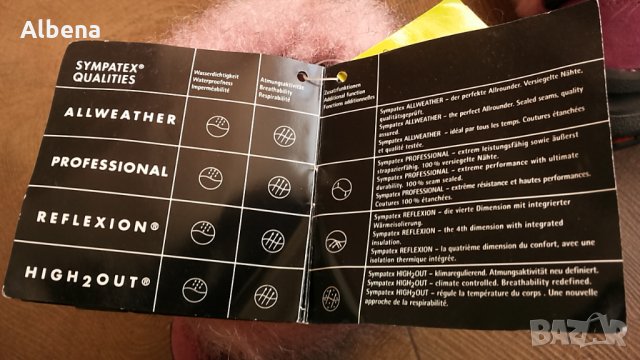 Albena
SYMPATEX®
QUALITIES
Wasserdichtigkeit
Waterproofness
Imperméabilité
Atmungsaktivität
Breathability
Respirabilité
Zusatzfunktionen
Additional function
Fonctions additionnelles
ALLWEATHER
Sympatex ALLWEATHER – der perfekte Allrounder. Versiegelte Nähte,
qualitätsgeprüft.
Sympatex ALLWEATHER – the perfect Allrounder. Sealed seams, quality
assured.
Sympatex ALLWEATHER – idéal par tous les temps. Coutures étanchées
et qualité testée.
PROFESSIONAL
Sympatex PROFESSIONAL – extrem leistungsfähig sowie äußerst
strapazierfähig. 100% versiegelte Nähte.
Sympatex PROFESSIONAL – extreme performance with ultimate
durability. 100% seam sealed.
Sympatex PROFESSIONAL – extrème résistance et hautes performances.
Coutures 100% étanchées.
REFLEXION®
Sympatex REFLEXION – die vierte Dimension mit integrierter
Wärmeisolierung.
Sympatex REFLEXION – the 4th dimension with integrated
insulation.
Sympatex REFLEXION – la quatrième dimension du confort, avec une
isolation thermique intégrée.
HIGH2OUT®
Sympatex HIGH2OUT – klimaregulierend. Atmungsaktivität neu definiert.
Sympatex HIGH2OUT – climate controlled. Breathability redefined.
Sympatex HIGH2OUT – régule la température du corps . Une nouvelle
approche de la respirabilité.
BAZAR